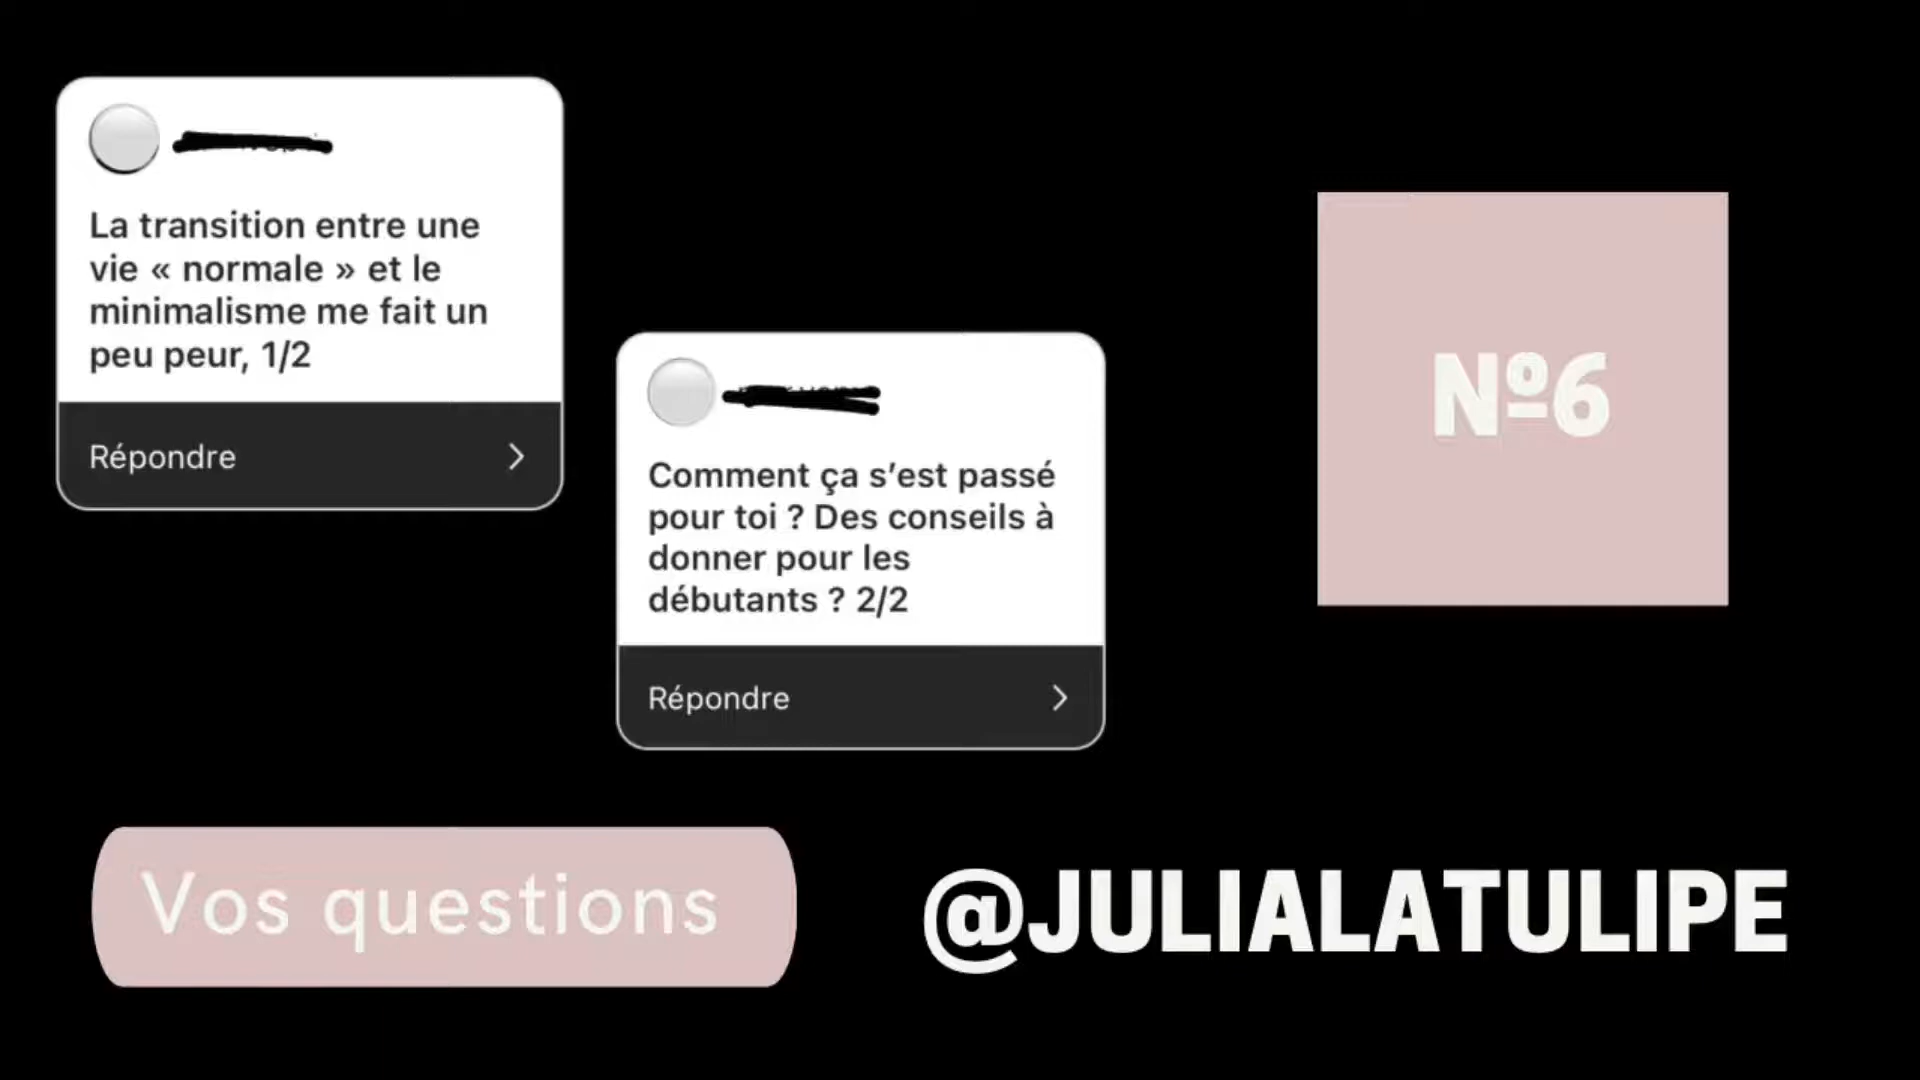 La transition entre une
vie « normale » et le
minimalisme me fait un
peu peur, 1/2
Répondre
Comment ça s’est passé
pour toi ? Des conseils à
donner pour les
débutants ? 2/2
Répondre
Nº6
Vos questions
@JULIALATULIPE